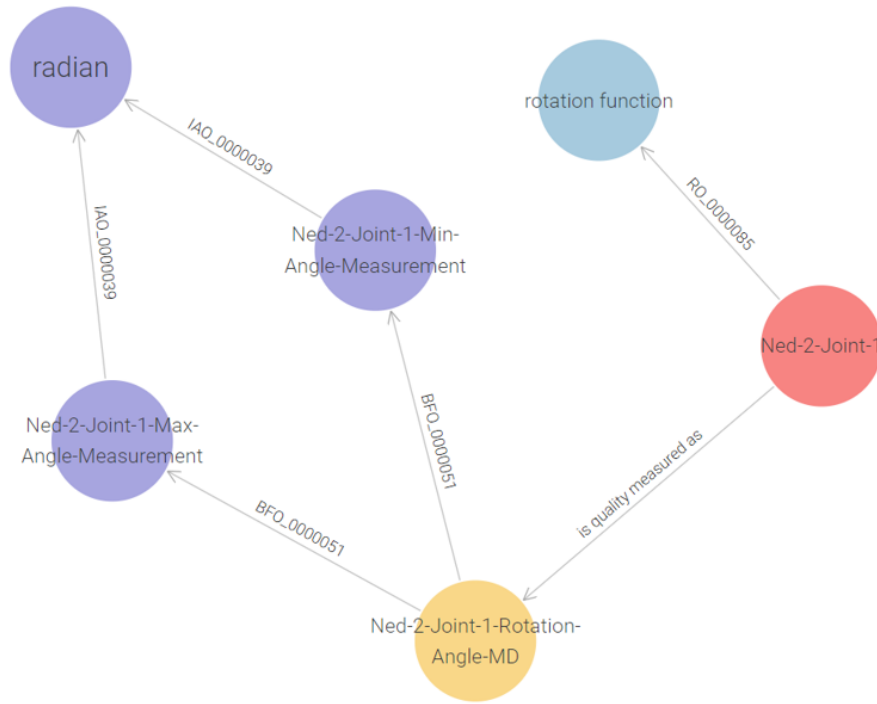 radian
rotation function
IAO_0000039
RO_0000085
Ned-2-Joint-1-Min-
Angle-Measurement
IAO_0000039
Ned-2-Joint-1
Ned-2-Joint-1-Max-
Angle-Measurement
BFO_0000051
is quality measured as
BFO_0000051
Ned-2-Joint-1-Rotation-
Angle-MD